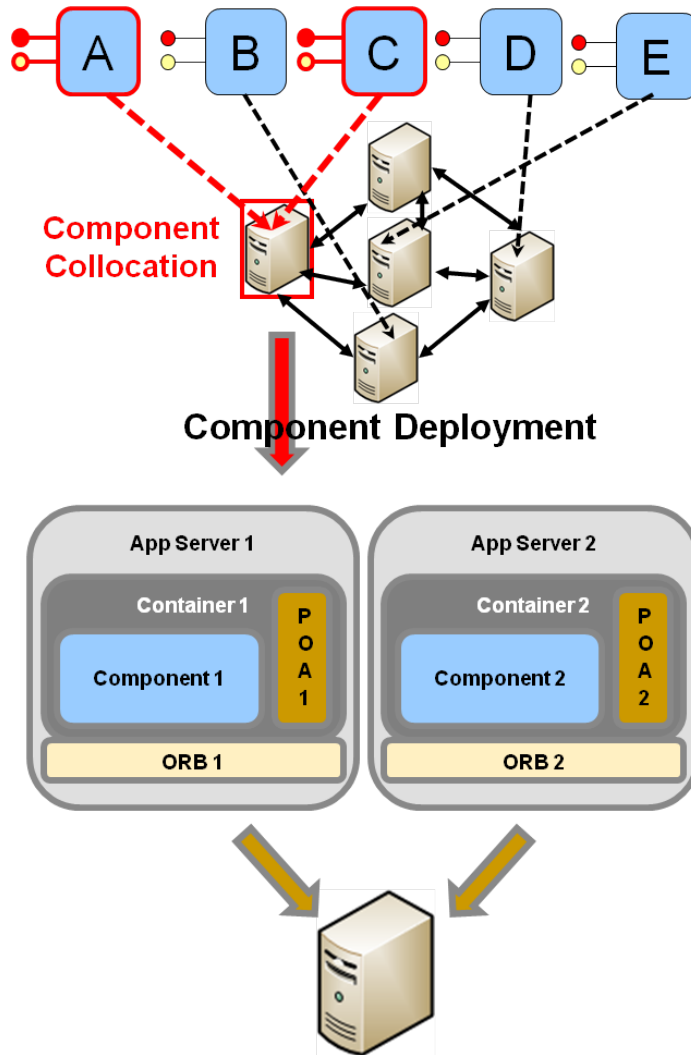 A
B
C
D
E
Component
Collocation
Component Deployment
App Server 1
App Server 2
Container 1
Container 2
P
O
A
1
P
O
A
2
Component 1
Component 2
ORB 1
ORB 2